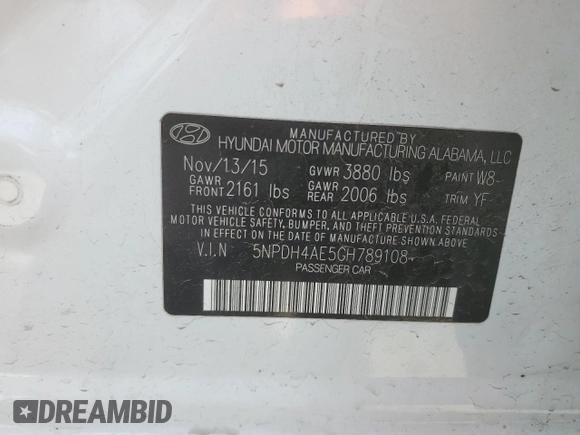 MANUFACTURED BY
HYUNDAI MOTOR MANUFACTURING ALABAMA, LLC
Nov/13/15 GVWR 3880 lbs PAINT W8-
GAWR FRONT 2161 lbs GAWR REAR 2006 lbs TRIM YF
THIS VEHICLE CONFORMS TO ALL APPLICABLE U.S.A. FEDERAL
MOTOR VEHICLE SAFETY, BUMPER, AND THEFT PREVENTION STANDARDS
IN EFFECT ON THE DATE OF MANUFACTURE SHOWN ABOVE
V.I.N 5NPDH4AE5GH789108
PASSENGER CAR
DREAMBID